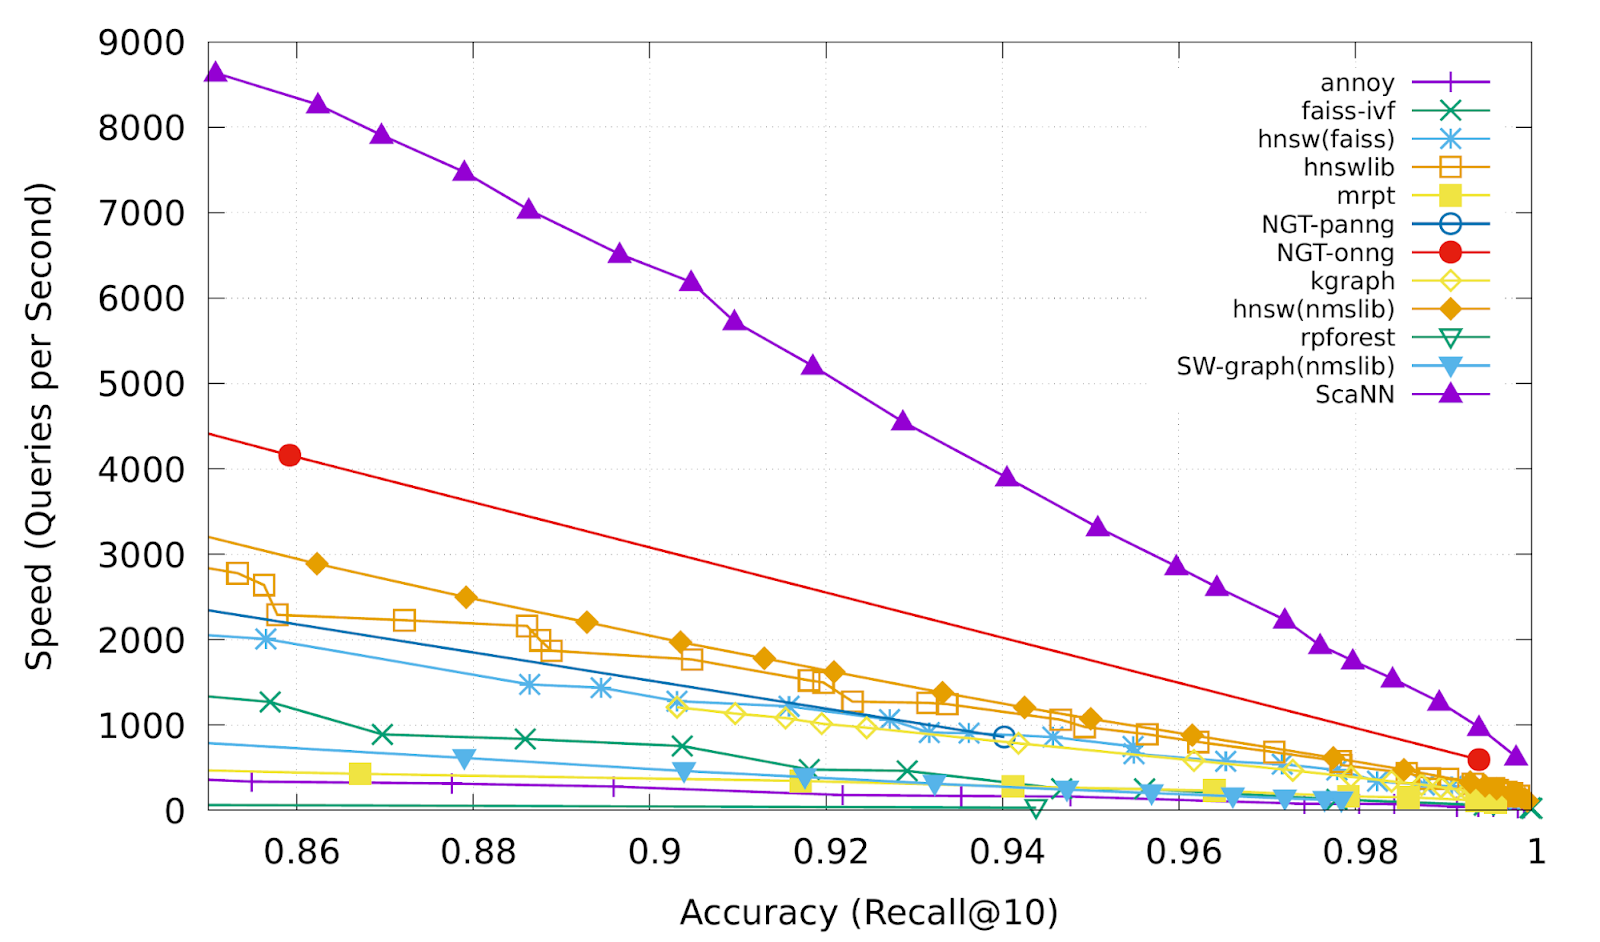 9000
8000
7000
6000
5000
4000
3000
2000
1000
0
Speed (Queries per Second)
annoy
faiss-ivf
hnsw(faiss)
hnswlib
mrpt
NGT-panng
NGT-onng
kgraph
hnsw(nmslib)
rpforest
SW-graph(nmslib)
ScaNN
0.86 0.88 0.9 0.92 0.94 0.96 0.98 1
Accuracy (Recall@10)